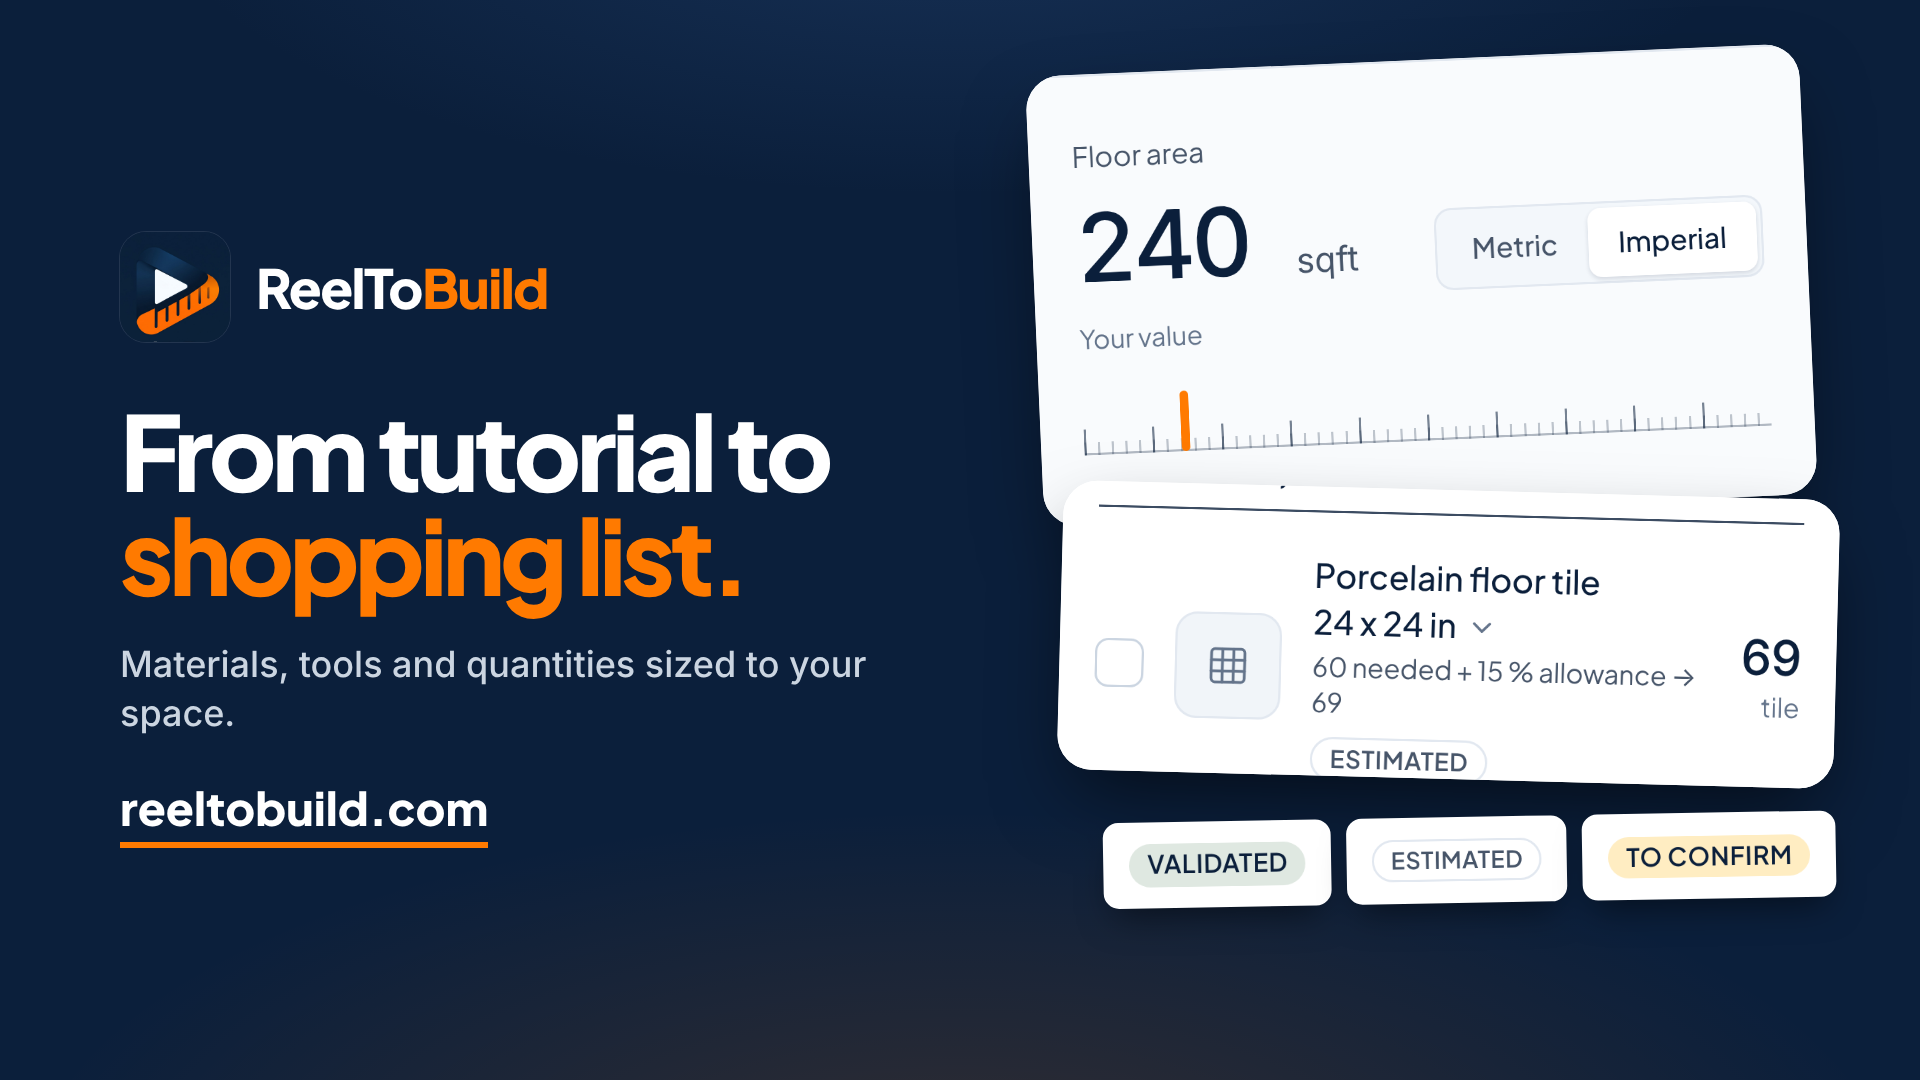 ReelToBuild
From tutorial to
shopping list.
Materials, tools and quantities sized to your
space.
reeltobuild.com
Floor area
240 sqft
Metric Imperial
Your value
Porcelain floor tile
24 x 24 in
60 needed + 15 % allowance →
69
69
tile
ESTIMATED
VALIDATED
ESTIMATED
TO CONFIRM